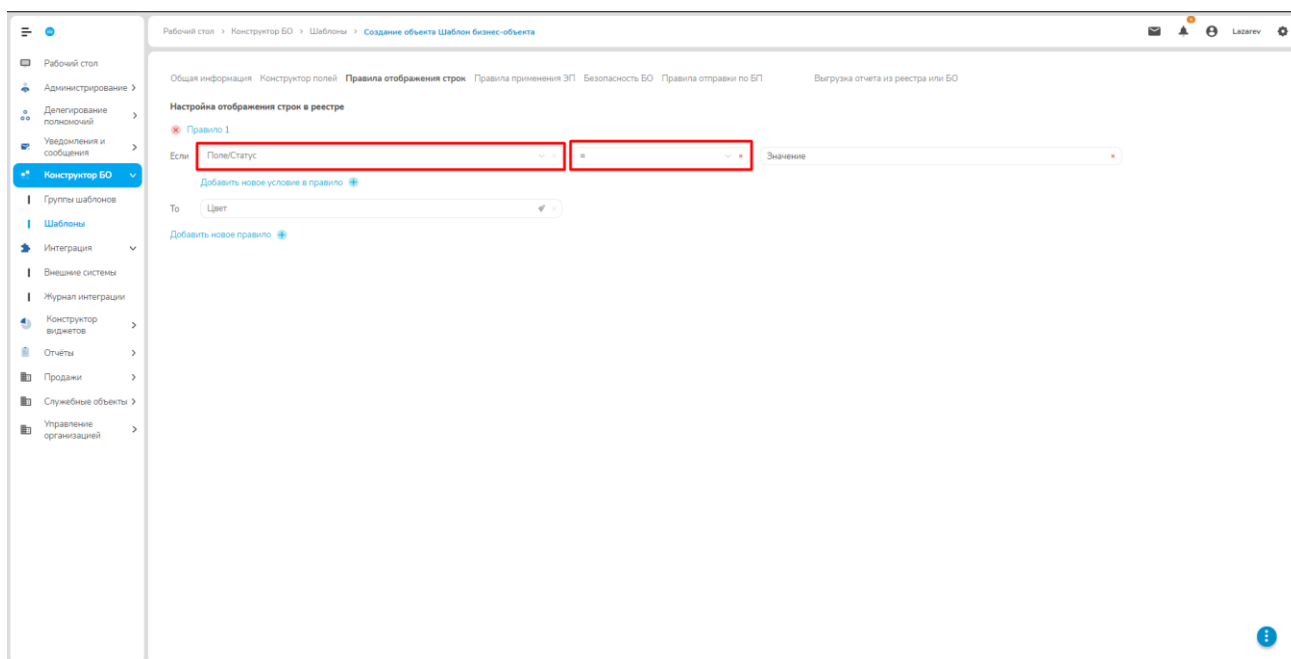 Рабочий стол > Конструктор БО > Шаблоны > Создание объекта Шаблон бизнес-объекта
Lazarev
Рабочий стол
Администрирование
Делегирование
полномочий
Уведомления и
сообщения
Конструктор БО
Группы шаблонов
Шаблоны
Интеграция
Внешние системы
Журнал интеграции
Конструктор
виджетов
Отчёты
Продажи
Служебные объекты
Управление
организацией
Общая информация Конструктор полей Правила отображения строк Правила применения ЭП Безопасность БО Правила отправки по БП Выгрузка отчета из реестра или БО
Настройка отображения строк в реестре
Правило 1
Если Поле/Статус = Значение
Добавить новое условие в правило
То Цвет
Добавить новое правило